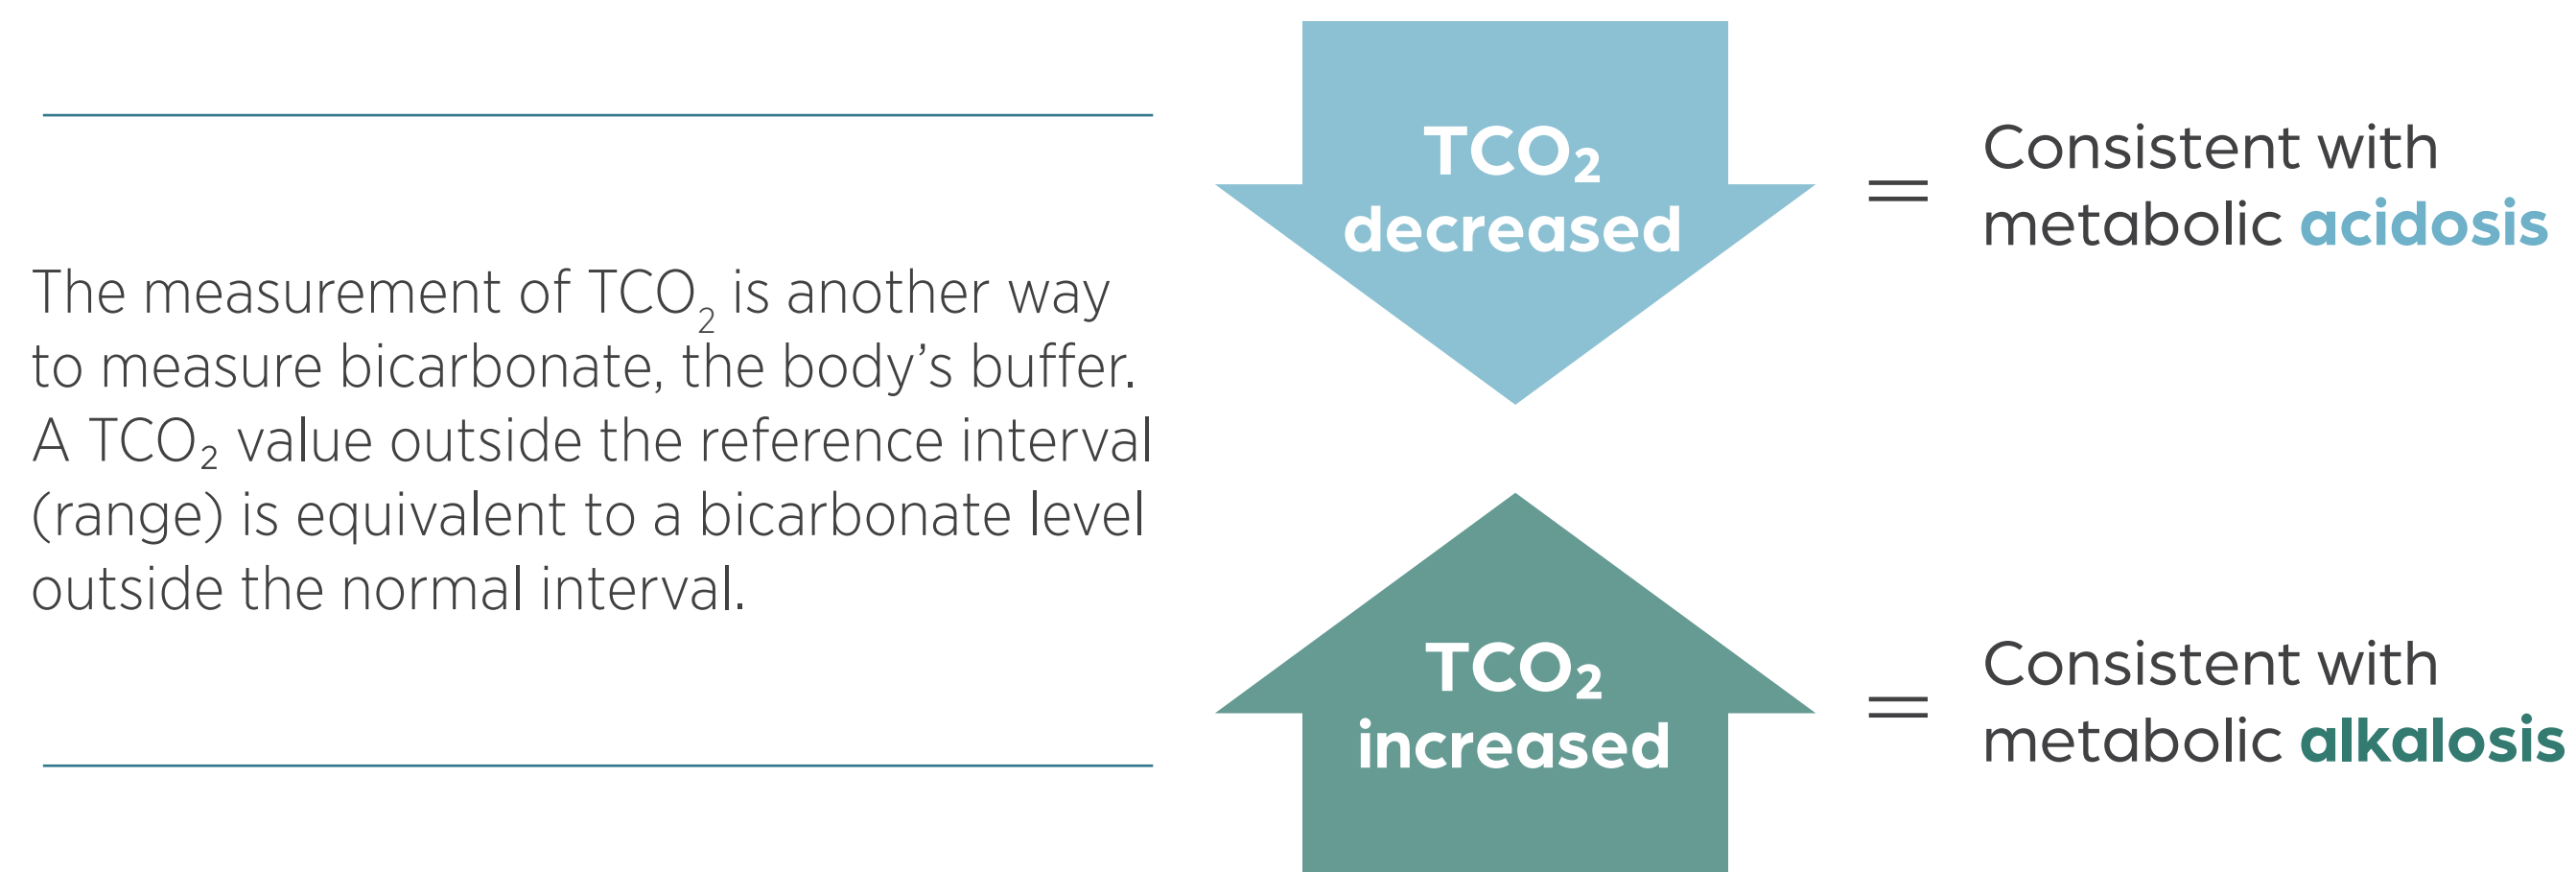 The measurement of TCO₂ is another way
to measure bicarbonate, the body’s buffer.
A TCO₂ value outside the reference interval
(range) is equivalent to a bicarbonate level
outside the normal interval.
TCO₂
decreased
=
Consistent with
metabolic acidosis
TCO₂
increased
=
Consistent with
metabolic alkalosis